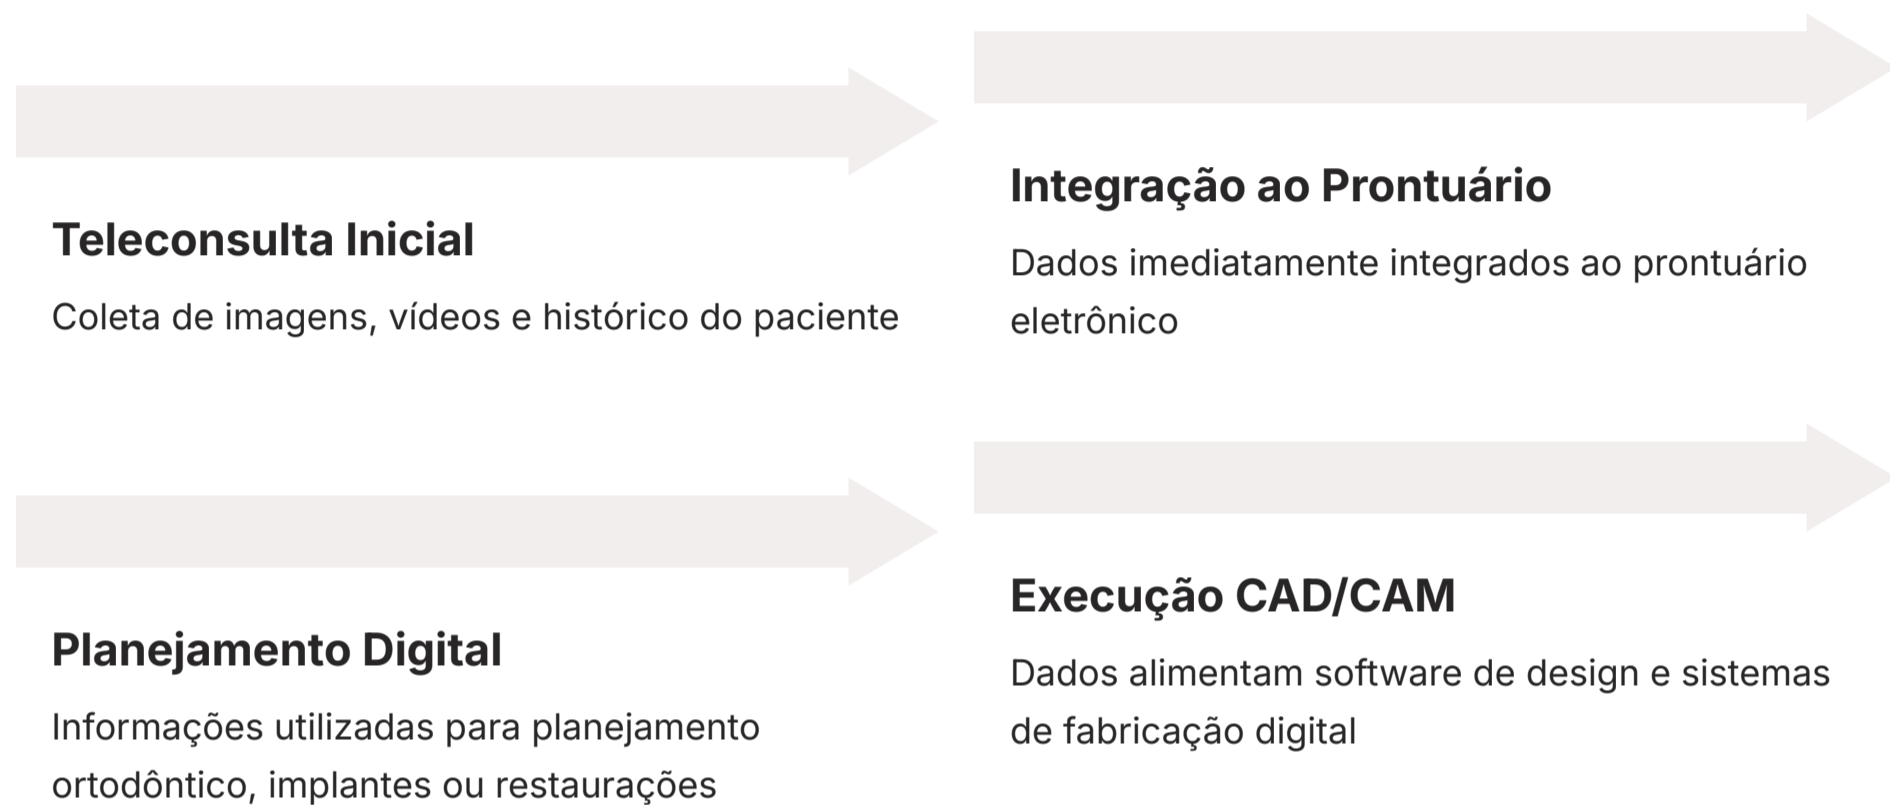 Teleconsulta Inicial
Coleta de imagens, vídeos e histórico do paciente
Integração ao Prontuário
Dados imediatamente integrados ao prontuário
eletrônico
Planejamento Digital
Informações utilizadas para planejamento
ortodôntico, implantes ou restaurações
Execução CAD/CAM
Dados alimentam software de design e sistemas
de fabricação digital